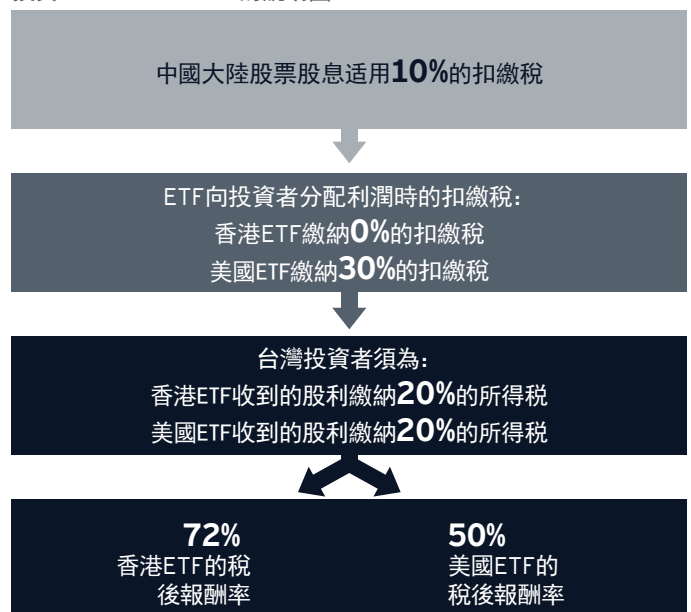 中國大陸股票股息适用10%的扣繳稅
ETF向投資者分配利潤時的扣繳稅:
香港ETF繳納0%的扣繳稅
美國ETF繳納30%的扣繳稅
台灣投資者須為:
香港ETF收到的股利繳納20%的所得稅
美國ETF收到的股利繳納20%的所得稅
72%
香港ETF的稅
後報酬率
50%
美國ETF的
稅後報酬率